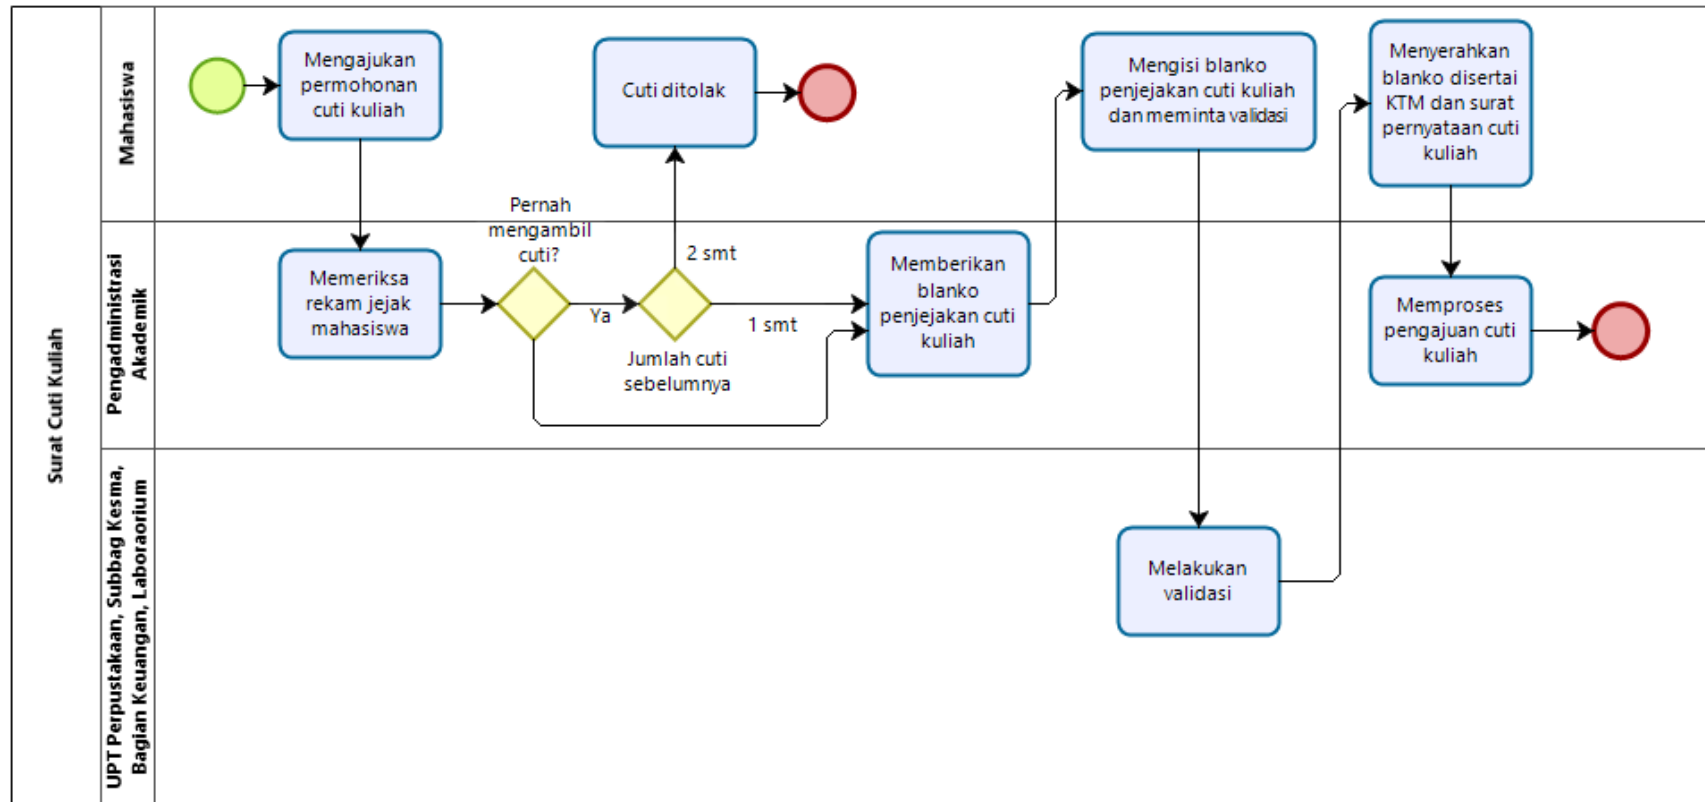 Surat Cuti Kuliah
Mahasiswa
Mengajukan
permohonan
cuti kuliah
Cuti ditolak
Mengisi blanko
penjejakan cuti kuliah
dan meminta validasi
Menyerahkan
blanko disertai
KTM dan surat
pernyataan cuti
kuliah
Pengadministrasi
Akademik
Memeriksa
rekam jejak
mahasiswa
Pernah
mengambil
cuti?
Ya
2 smt
1 smt
Jumlah cuti
sebelumnya
Memberikan
blanko
penjejakan cuti
kuliah
Memproses
pengajuan cuti
kuliah
UPT Perpustakaan, Subbag Kesma,
Bagian Keuangan, Laboraorium
Melakukan
validasi